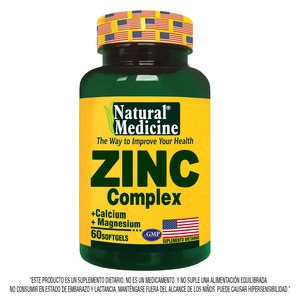 Natural®
Medicine
The Way to Improve Your Health
ZINC
Complex
+Calcium
+Magnesium
60 SOFTGELS
GMP
SUPLEMENTO DIETARIO
"ESTE PRODUCTO ES UN SUPLEMENTO DIETARIO, NO ES UN MEDICAMENTO Y NO SUPLE UNA ALIMENTACIÓN EQUILIBRADA.
NO CONSUMIR EN ESTADO DE EMBARAZO Y LACTANCIA. MANTÉNGASE FUERA DEL ALCANCE DE LOS NIÑOS. PUEDE CAUSAR HIPERSENSIBILIDAD."